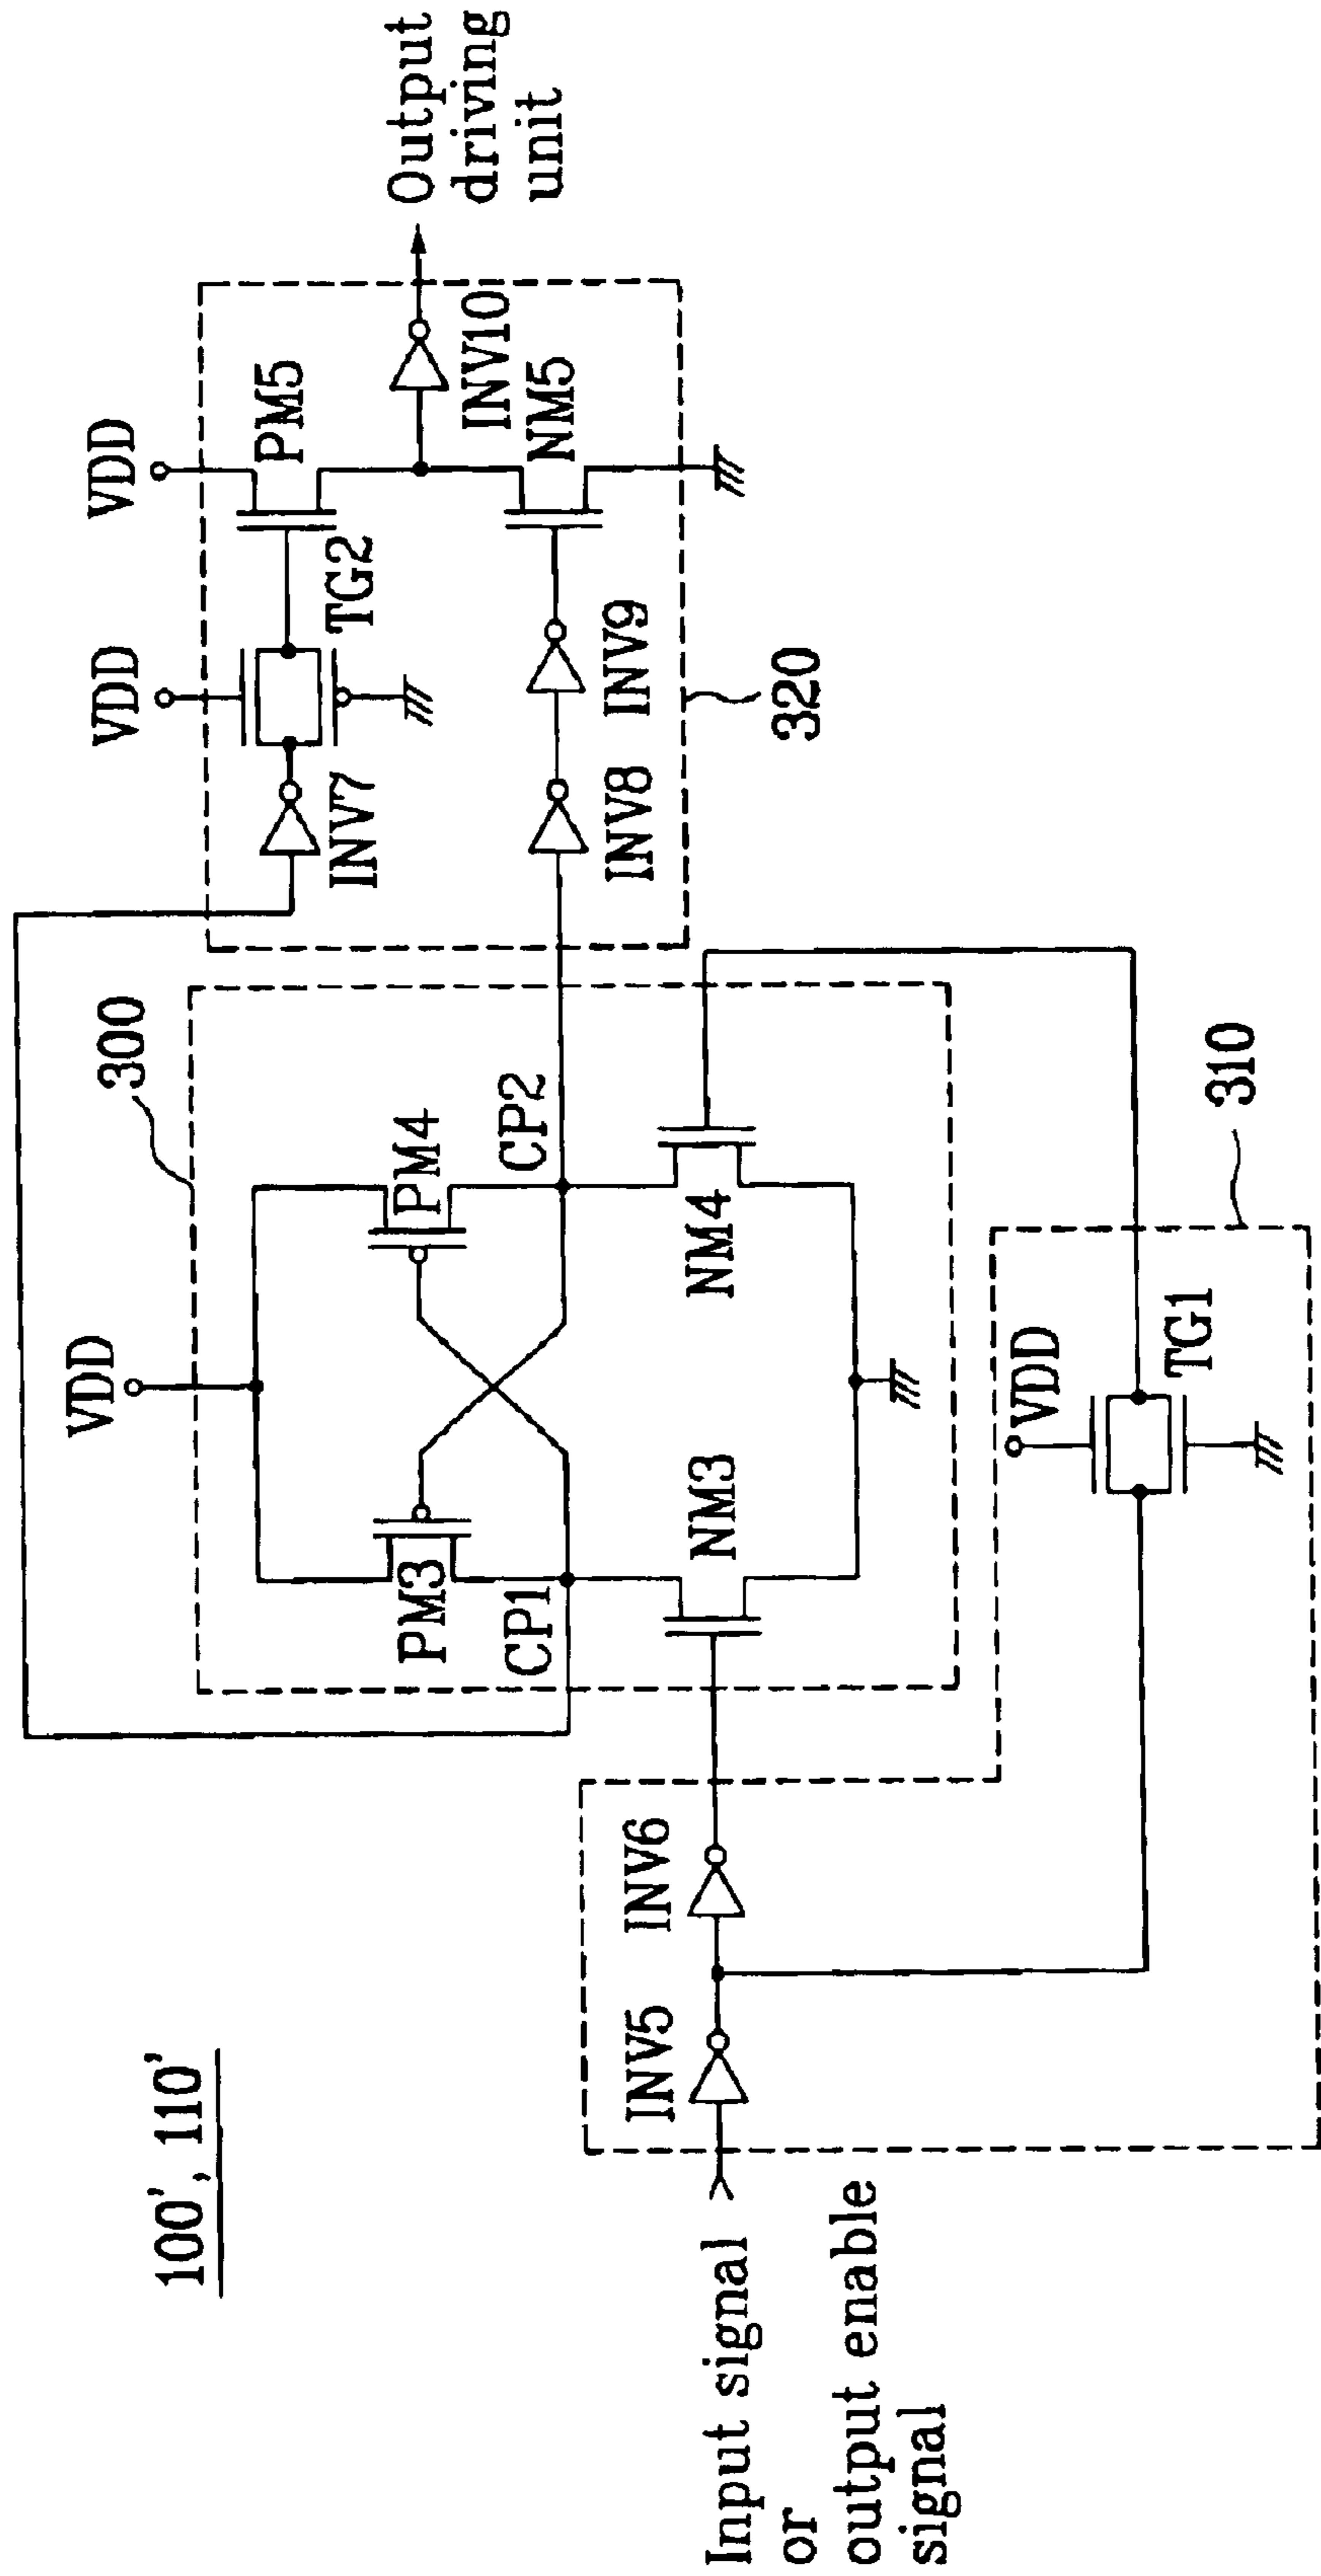 100', 110'
Input signal
or
output enable
signal
INV5
INV6
310
VDD
TG1
300
VDD
PM3
PM4
CP1
CP2
NM3
NM4
320
INV7
VDD
TG2
INV8
INV9
VDD
PM5
NM5
INV10
Output
driving
unit